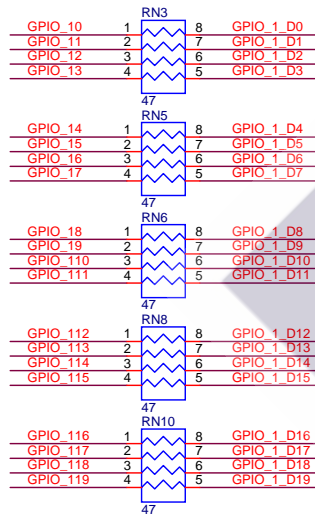 RN3
GPIO_10 1 8 GPIO_1_D0
GPIO_11 2 7 GPIO_1_D1
GPIO_12 3 6 GPIO_1_D2
GPIO_13 4 5 GPIO_1_D3
47
RN5
GPIO_14 1 8 GPIO_1_D4
GPIO_15 2 7 GPIO_1_D5
GPIO_16 3 6 GPIO_1_D6
GPIO_17 4 5 GPIO_1_D7
47
RN6
GPIO_18 1 8 GPIO_1_D8
GPIO_19 2 7 GPIO_1_D9
GPIO_110 3 6 GPIO_1_D10
GPIO_111 4 5 GPIO_1_D11
47
RN8
GPIO_112 1 8 GPIO_1_D12
GPIO_113 2 7 GPIO_1_D13
GPIO_114 3 6 GPIO_1_D14
GPIO_115 4 5 GPIO_1_D15
47
RN10
GPIO_116 1 8 GPIO_1_D16
GPIO_117 2 7 GPIO_1_D17
GPIO_118 3 6 GPIO_1_D18
GPIO_119 4 5 GPIO_1_D19
47